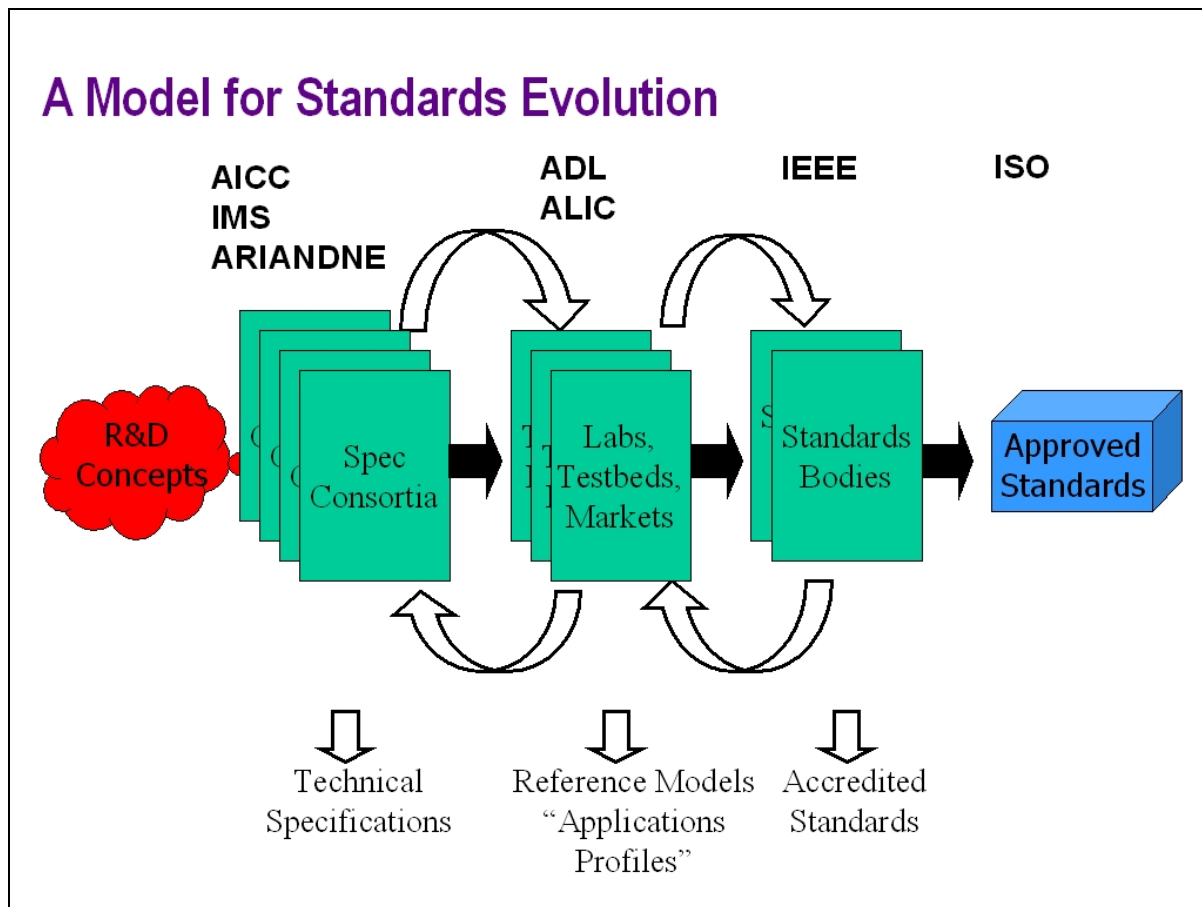 A Model for Standards Evolution
AICC
IMS
ARIANDNE
ADL
ALIC
IEEE
ISO
R&D
Concepts
Spec
Consortia
Labs,
Testbeds,
Markets
Standards
Bodies
Approved
Standards
Technical
Specifications
Reference Models
“Applications
Profiles”
Accredited
Standards